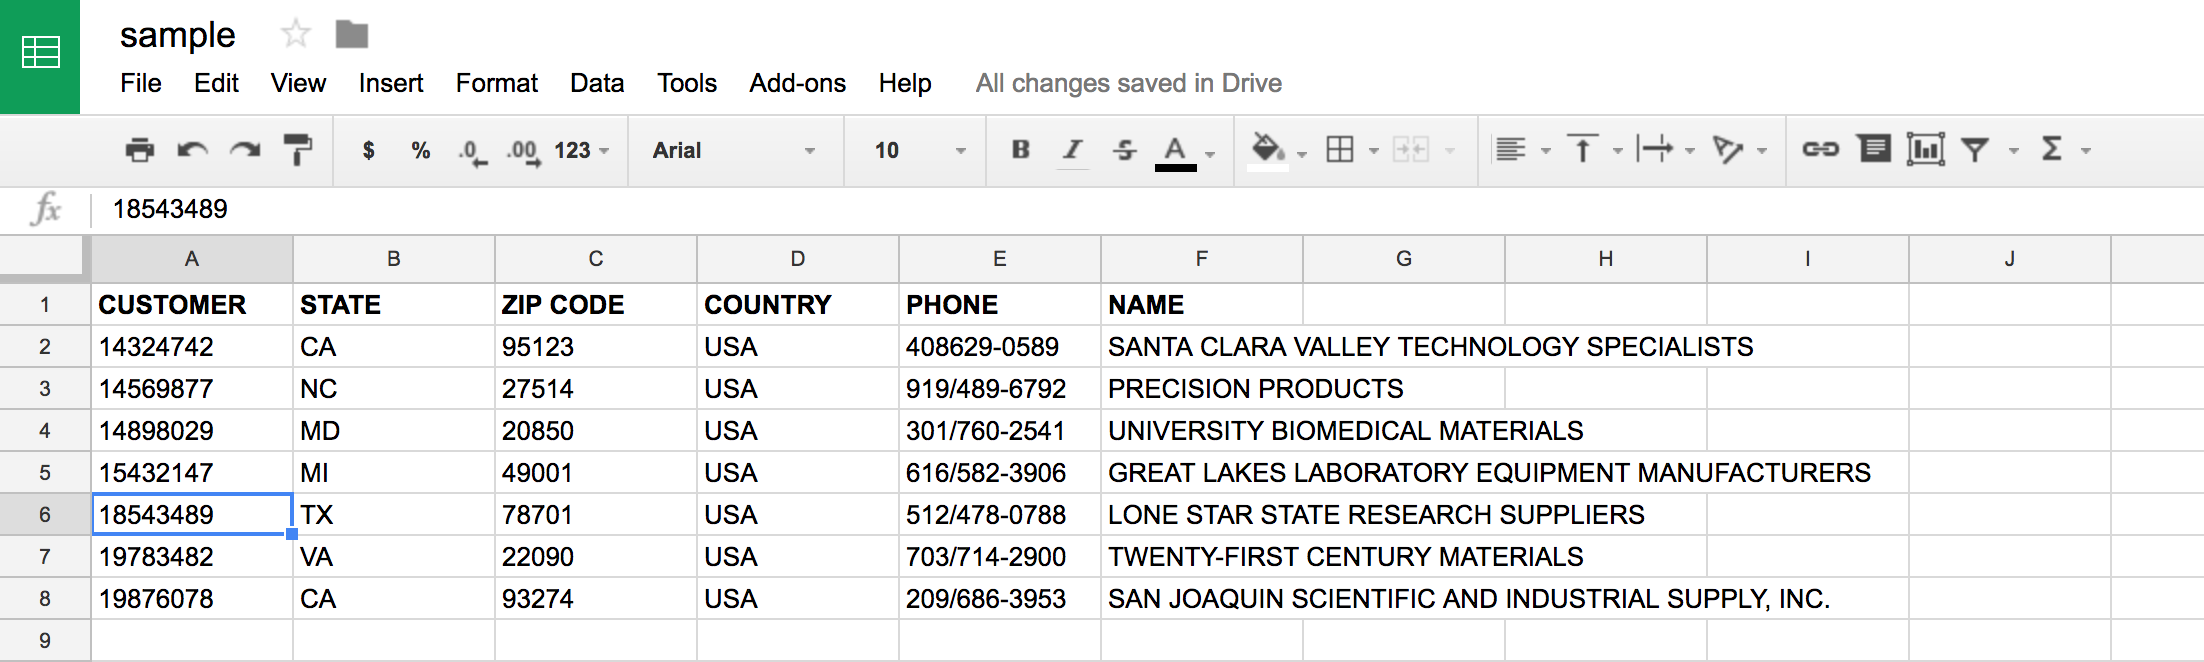 sample
File Edit View Insert Format Data Tools Add-ons Help All changes saved in Drive
$ % .0 .00 123 Arial 10 B I S A Σ
fx 18543489
A B C D E F G H I J
1 CUSTOMER STATE ZIP CODE COUNTRY PHONE NAME
2 14324742 CA 95123 USA 408629-0589 SANTA CLARA VALLEY TECHNOLOGY SPECIALISTS
3 14569877 NC 27514 USA 919/489-6792 PRECISION PRODUCTS
4 14898029 MD 20850 USA 301/760-2541 UNIVERSITY BIOMEDICAL MATERIALS
5 15432147 MI 49001 USA 616/582-3906 GREAT LAKES LABORATORY EQUIPMENT MANUFACTURERS
6 18543489 TX 78701 USA 512/478-0788 LONE STAR STATE RESEARCH SUPPLIERS
7 19783482 VA 22090 USA 703/714-2900 TWENTY-FIRST CENTURY MATERIALS
8 19876078 CA 93274 USA 209/686-3953 SAN JOAQUIN SCIENTIFIC AND INDUSTRIAL SUPPLY, INC.
9